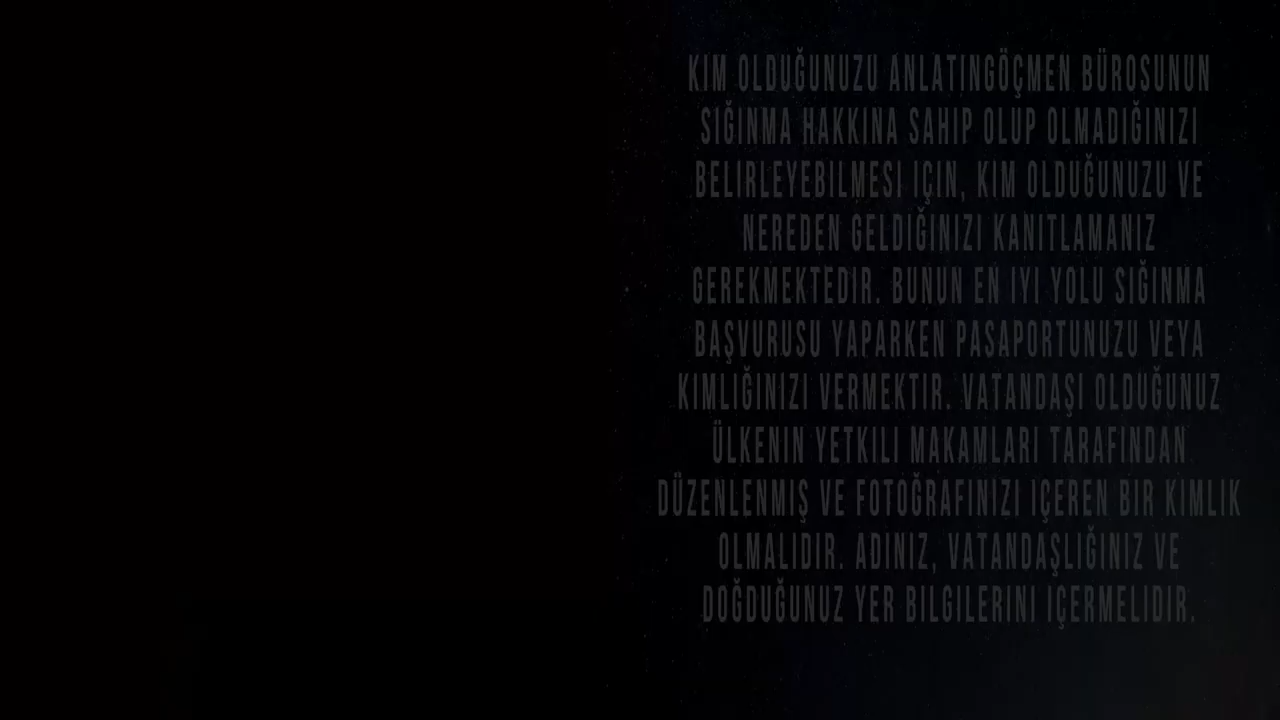 KIM OLDUĞUNUZU ANLATINGÖÇMEN BÜROSUNUN
SIĞINMA HAKKINA SAHIP OLUP OLMADIĞINIZI
BELIRLEYEBILMESI IÇIN, KIM OLDUĞUNUZU VE
NEREDEN GELDIĞINIZI KANITLAMANIZ
GEREKMEKTEDIR. BUNUN EN IYI YOLU SIĞINMA
BAŞVURUSU YAPARKEN PASAPORTUNUZU VEYA
KIMLIĞINIZI VERMEKTIR. VATANDAŞI OLDUĞUNUZ
ÜLKENIN YETKILI MAKAMLARI TARAFINDAN
DÜZENLENMIŞ VE FOTOĞRAFINIZI IÇEREN BIR KIMLIK
OLMALIDIR. ADINIZ, VATANDAŞLIĞINIZ VE
DOĞDUĞUNUZ YER BILGILERINI IÇERMELIDIR.